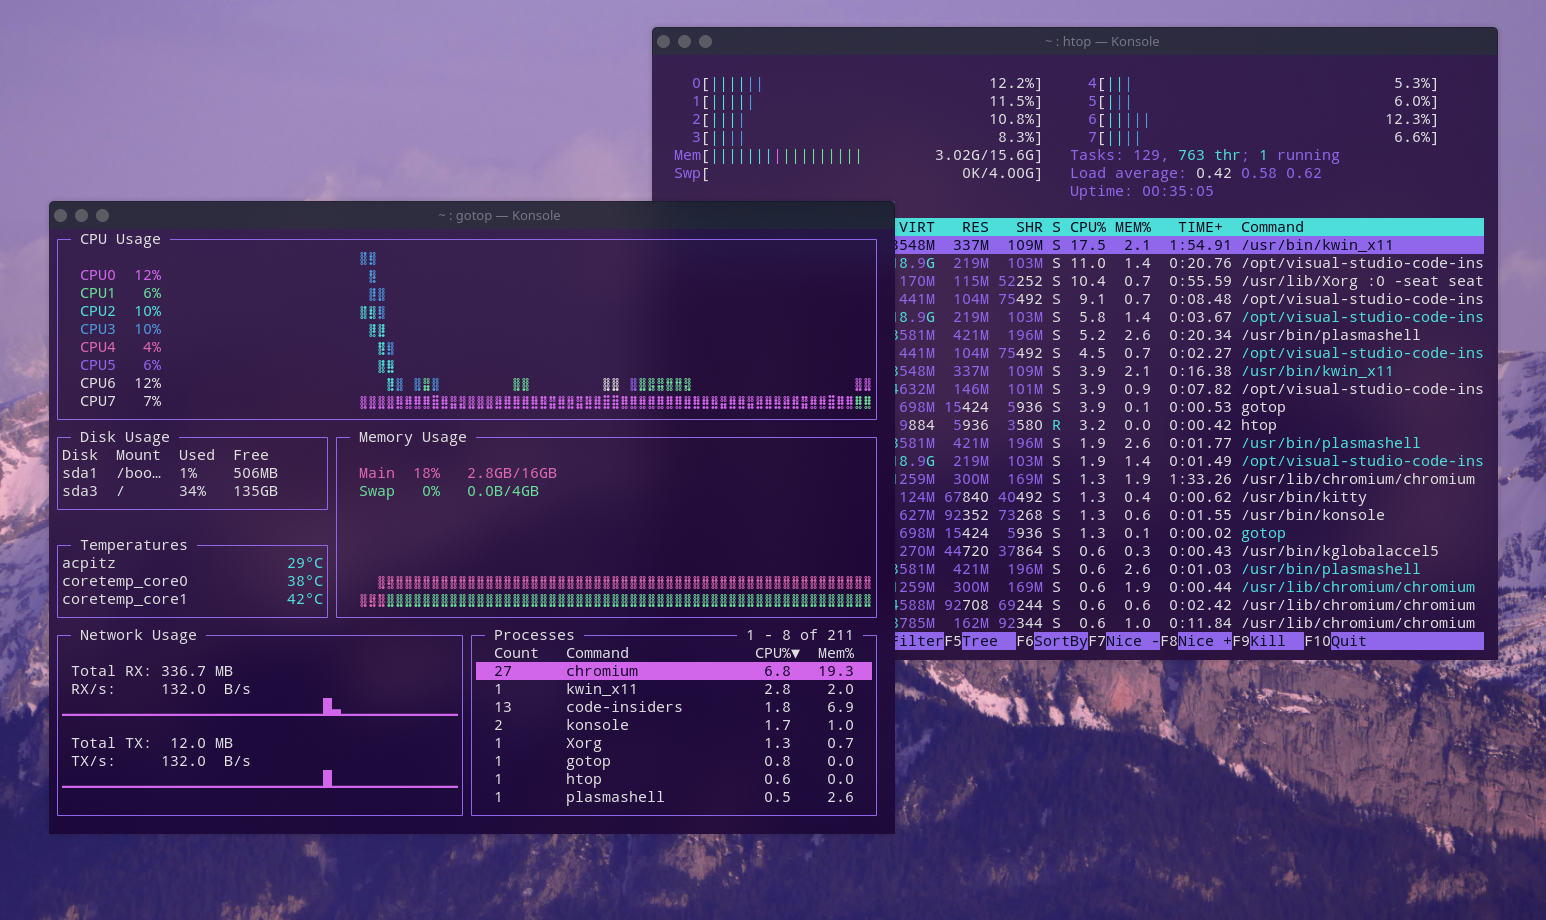 ~ : htop — Konsole
0[|||||| 12.2%] 4[||| 5.3%]
1[||||| 11.5%] 5[||| 6.0%]
2[|||| 10.8%] 6[||||| 12.3%]
3[|||| 8.3%] 7[|||| 6.6%]
Mem[||||||||||||||||| 3.02G/15.6G] Tasks: 129, 763 thr; 1 running
Swp[ 0K/4.00G] Load average: 0.42 0.58 0.62
Uptime: 00:35:05
VIRT RES SHR S CPU% MEM% TIME+ Command
3548M 337M 109M S 17.5 2.1 1:54.91 /usr/bin/kwin_x11
8.9G 219M 103M S 11.0 1.4 0:20.76 /opt/visual-studio-code-ins
170M 115M 52252 S 10.4 0.7 0:55.59 /usr/lib/Xorg :0 -seat seat
441M 104M 75492 S 9.1 0.7 0:08.48 /opt/visual-studio-code-ins
8.9G 219M 103M S 5.8 1.4 0:03.67 /opt/visual-studio-code-ins
3581M 421M 196M S 5.2 2.6 0:20.34 /usr/bin/plasmashell
441M 104M 75492 S 4.5 0.7 0:02.27 /opt/visual-studio-code-ins
3548M 337M 109M S 3.9 2.1 0:16.38 /usr/bin/kwin_x11
4632M 146M 101M S 3.9 0.9 0:07.82 /opt/visual-studio-code-ins
698M 15424 5936 S 3.9 0.1 0:00.53 gotop
9884 5936 3580 R 3.2 0.0 0:00.42 htop
3581M 421M 196M S 1.9 2.6 0:01.77 /usr/bin/plasmashell
8.9G 219M 103M S 1.9 1.4 0:01.49 /opt/visual-studio-code-ins
1259M 300M 169M S 1.3 1.9 1:33.26 /usr/lib/chromium/chromium
124M 67840 40492 S 1.3 0.4 0:00.62 /usr/bin/kitty
627M 92352 73268 S 1.3 0.6 0:01.55 /usr/bin/konsole
698M 15424 5936 S 1.3 0.1 0:00.02 gotop
270M 44720 37864 S 0.6 0.3 0:00.43 /usr/bin/kglobalaccel5
3581M 421M 196M S 0.6 2.6 0:01.03 /usr/bin/plasmashell
1259M 300M 169M S 0.6 1.9 0:00.44 /usr/lib/chromium/chromium
4588M 92708 69244 S 0.6 0.6 0:02.42 /usr/lib/chromium/chromium
3785M 162M 92344 S 0.6 1.0 0:11.84 /usr/lib/chromium/chromium
Filter F5Tree F6SortBy F7Nice - F8Nice + F9Kill F10Quit
~ : gotop — Konsole
CPU Usage
CPU0 12%
CPU1 6%
CPU2 10%
CPU3 10%
CPU4 4%
CPU5 6%
CPU6 12%
CPU7 7%
Disk Usage
Disk Mount Used Free
sda1 /boo… 1% 506MB
sda3 / 34% 135GB
Memory Usage
Main 18% 2.8GB/16GB
Swap 0% 0.0B/4GB
Temperatures
acpitz 29°C
coretemp_core0 38°C
coretemp_core1 42°C
Network Usage
Total RX: 336.7 MB
RX/s: 132.0 B/s
Total TX: 12.0 MB
TX/s: 132.0 B/s
Processes 1 - 8 of 211
Count Command CPU%▼ Mem%
27 chromium 6.8 19.3
1 kwin_x11 2.8 2.0
13 code-insiders 1.8 6.9
2 konsole 1.7 1.0
1 Xorg 1.3 0.7
1 gotop 0.8 0.0
1 htop 0.6 0.0
1 plasmashell 0.5 2.6